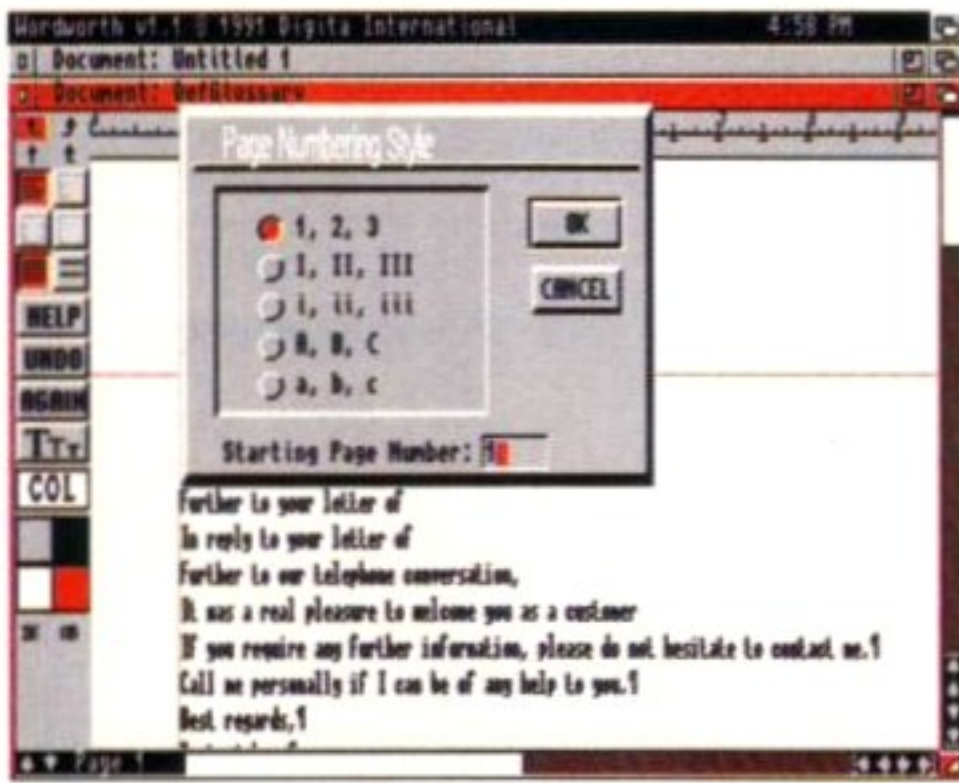 Wordworth v1.1 © 1991 Digita International 4:58 PM
Document: Untitled 1
Document: DefGlossary
Page Numbering Style
1, 2, 3
I, II, III
i, ii, iii
A, B, C
a, b, c
OK
CANCEL
Starting Page Number: 1
HELP
UNDO
AGAIN
TTT
COL
Further to your letter of
In reply to your letter of
Further to our telephone conversation,
It was a real pleasure to welcome you as a customer
If you require any further information, please do not hesitate to contact me.¶
Call me personally if I can be of any help to you.¶
Best regards,¶
Page 1